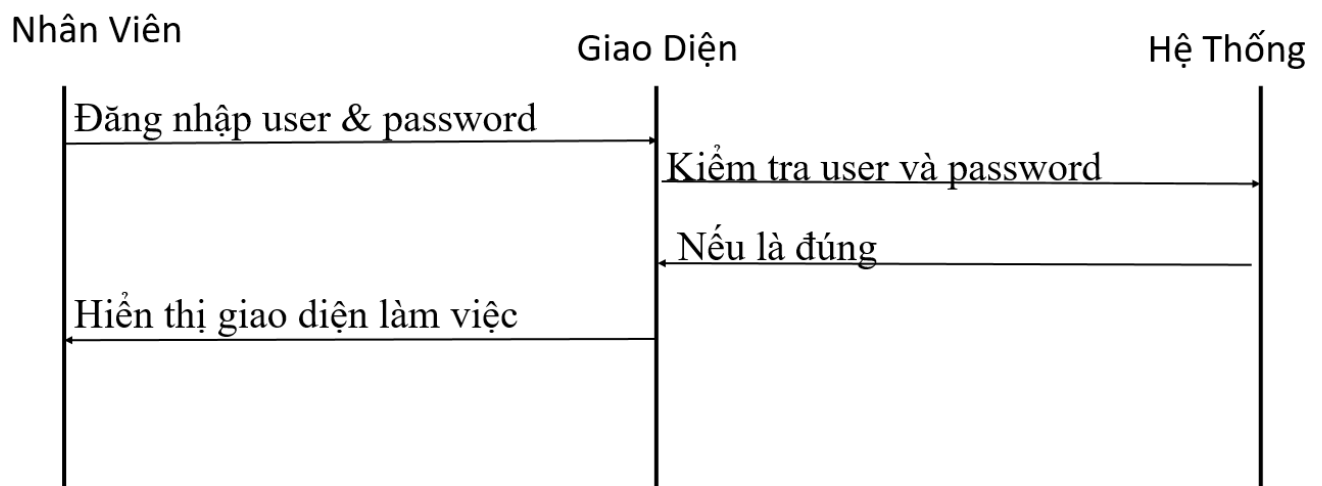 Nhân Viên
Giao Diện
Hệ Thống
Đăng nhập user & password
Kiểm tra user và password
Nếu là đúng
Hiển thị giao diện làm việc